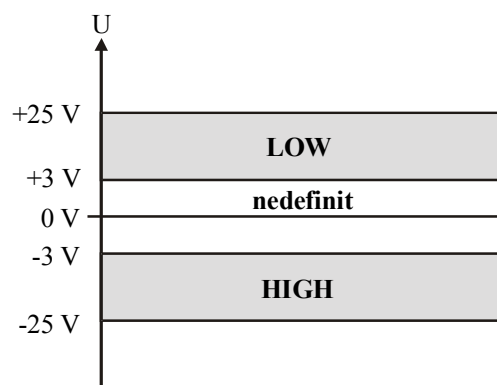 U
+25 V
LOW
+3 V
nedefinit
0 V
-3 V
HIGH
-25 V